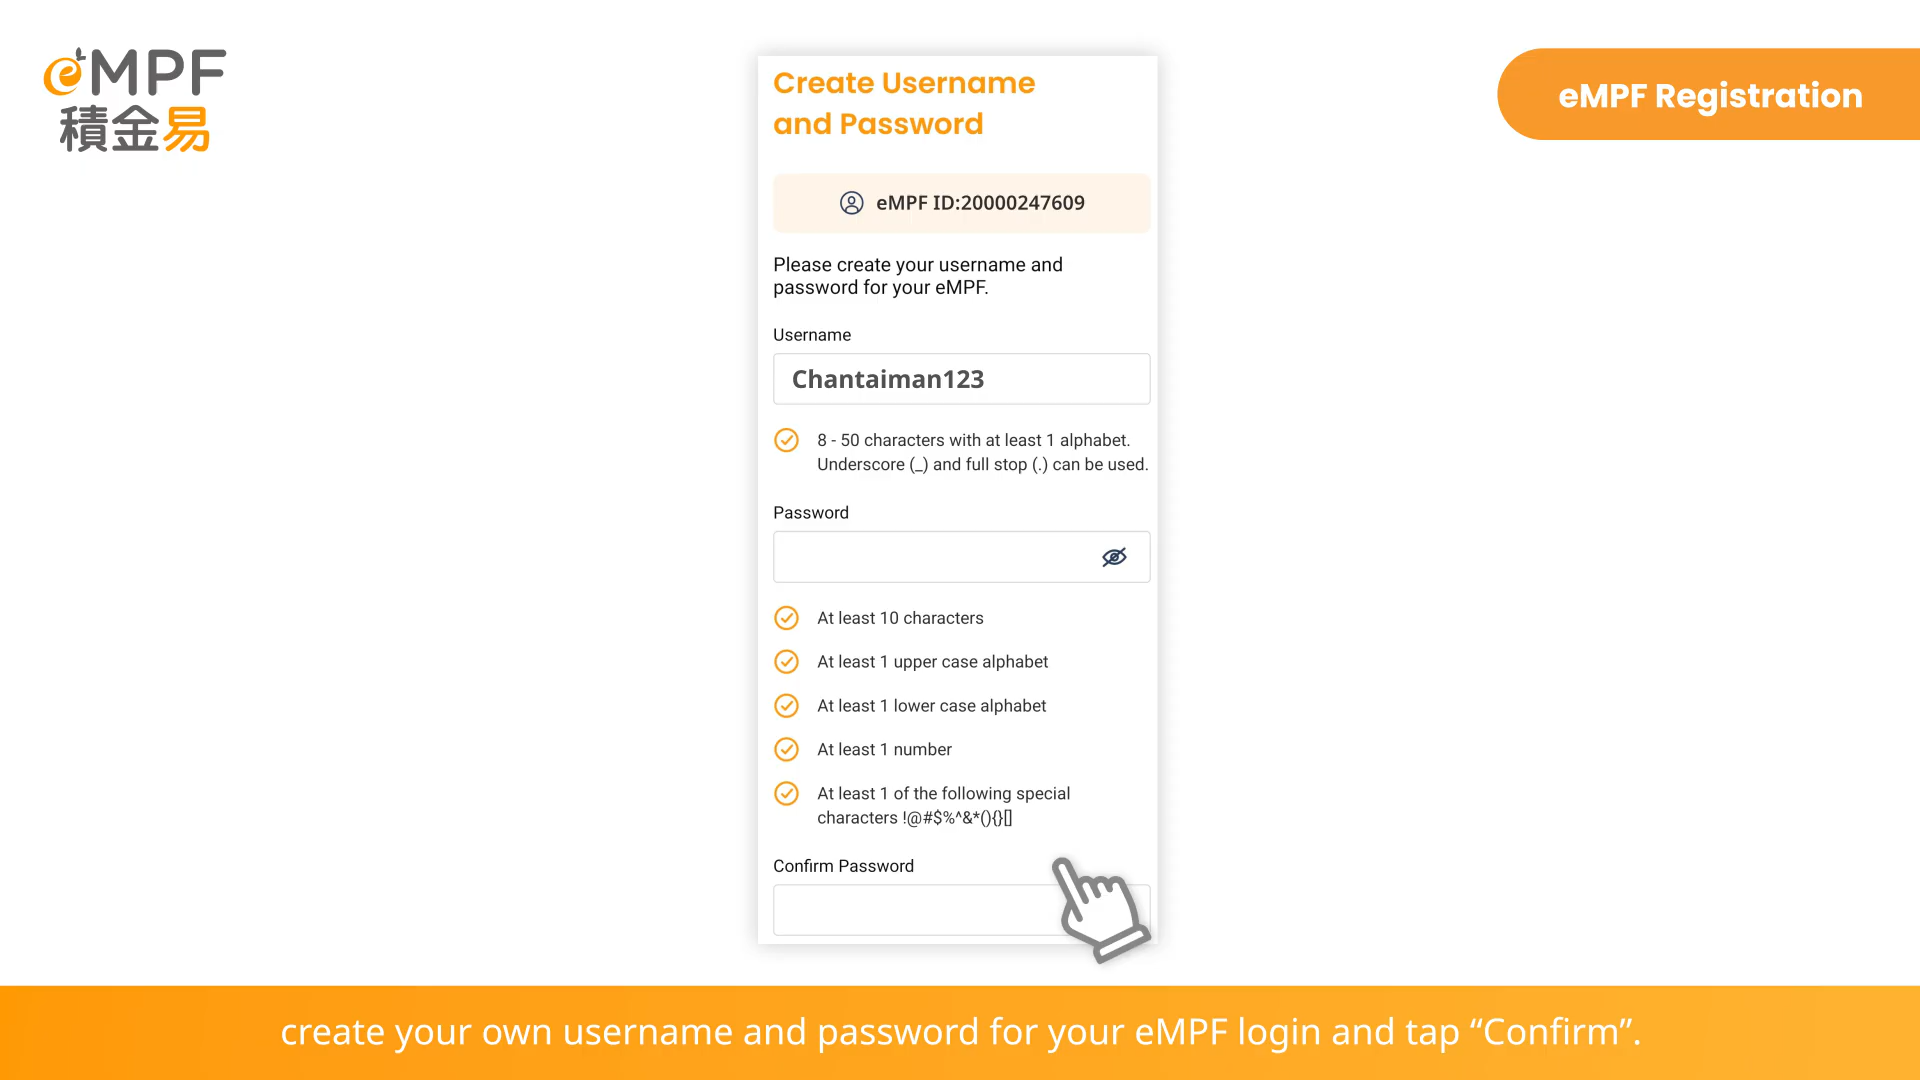 eMPF
積金易
eMPF Registration
Create Username
and Password
eMPF ID:20000247609
Please create your username and
password for your eMPF.
Username
Chantaiman123
8 - 50 characters with at least 1 alphabet.
Underscore (_) and full stop (.) can be used.
Password
At least 10 characters
At least 1 upper case alphabet
At least 1 lower case alphabet
At least 1 number
At least 1 of the following special
characters !@#$%^&*(){}[]
Confirm Password
create your own username and password for your eMPF login and tap “Confirm”.